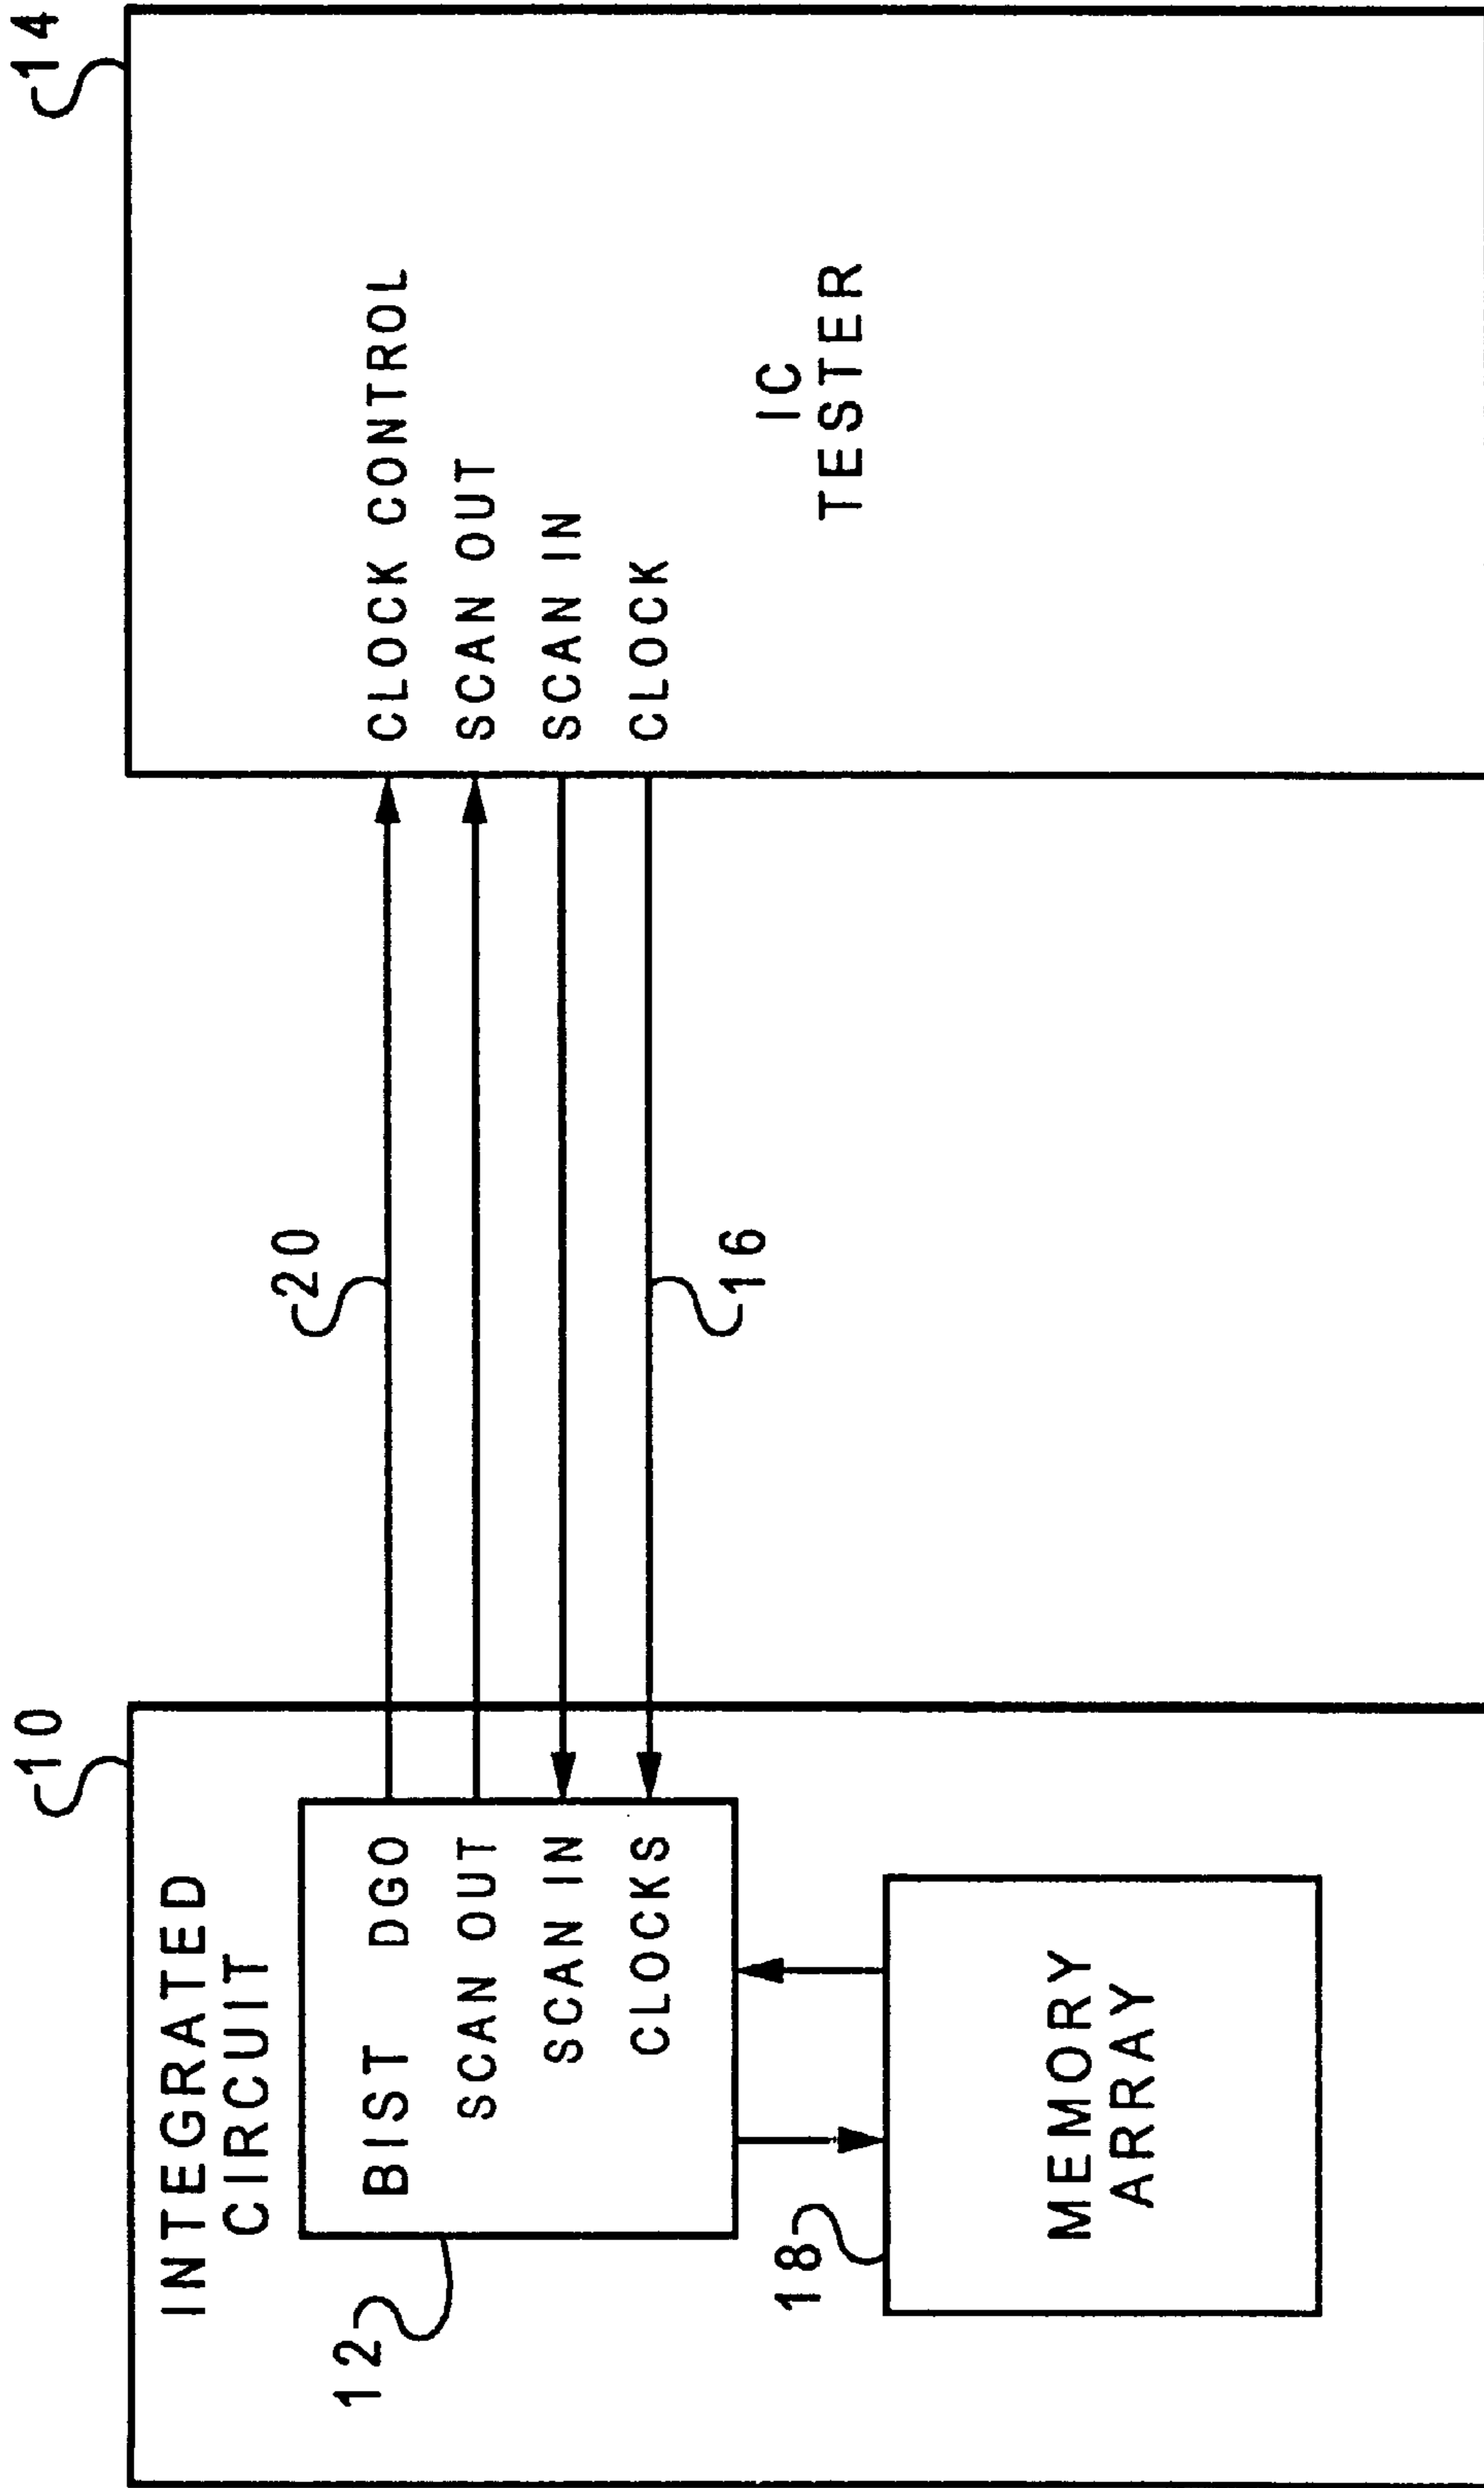 10
INTEGRATED
CIRCUIT
12
BIST DGO
SCAN OUT
SCAN IN
CLOCKS
18
MEMORY
ARRAY
20
16
14
CLOCK CONTROL
SCAN OUT
SCAN IN
CLOCK
IC
TESTER